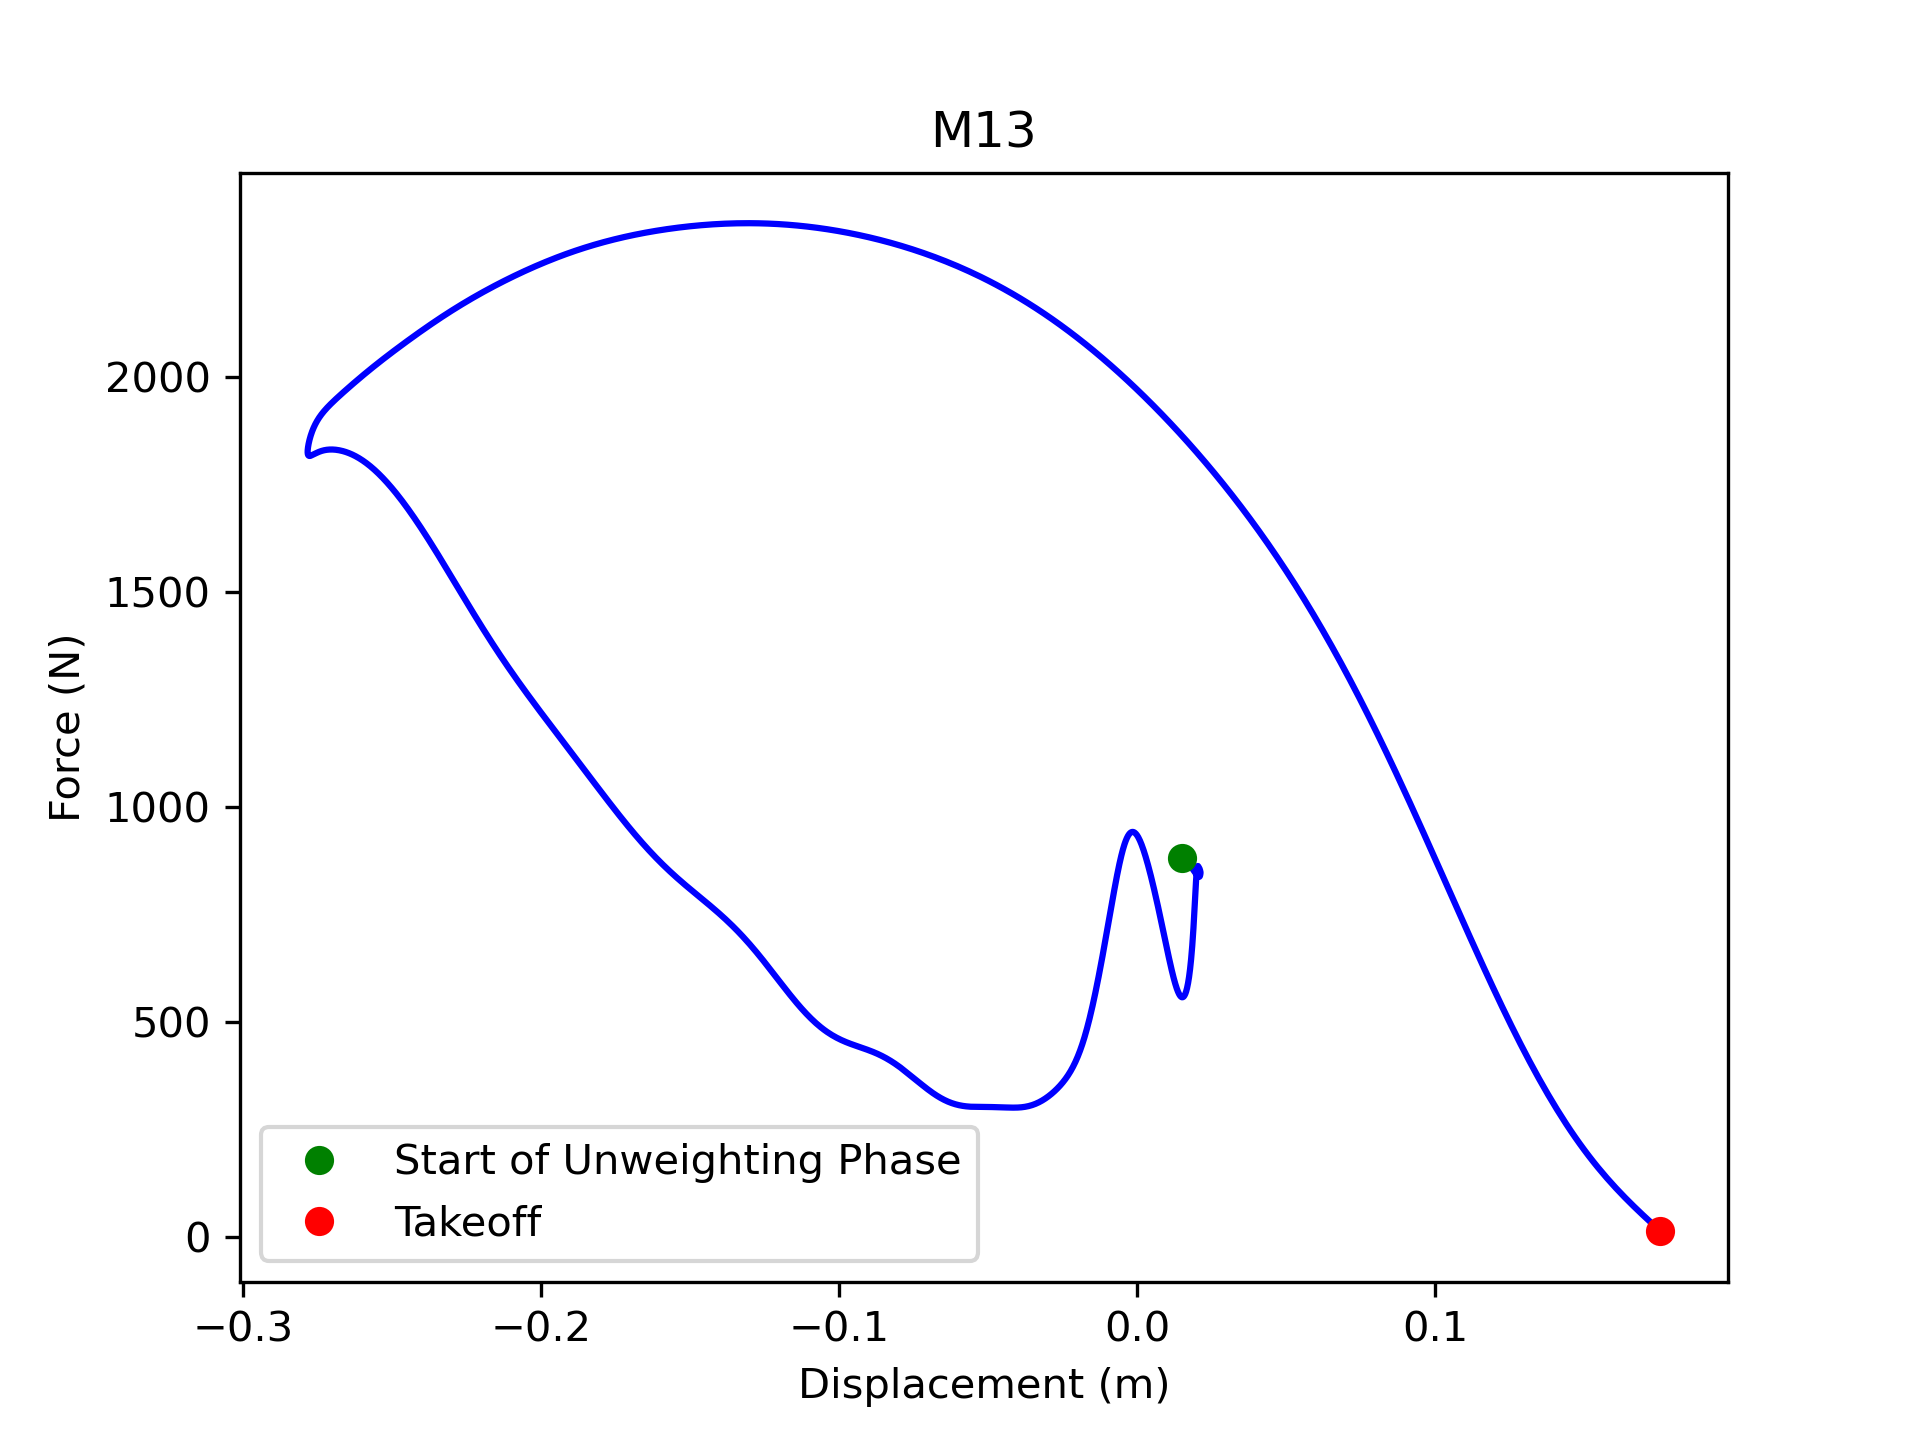 M13
2000
1500
1000
500
0
Force (N)
Start of Unweighting Phase
Takeoff
−0.3 −0.2 −0.1 0.0 0.1
Displacement (m)